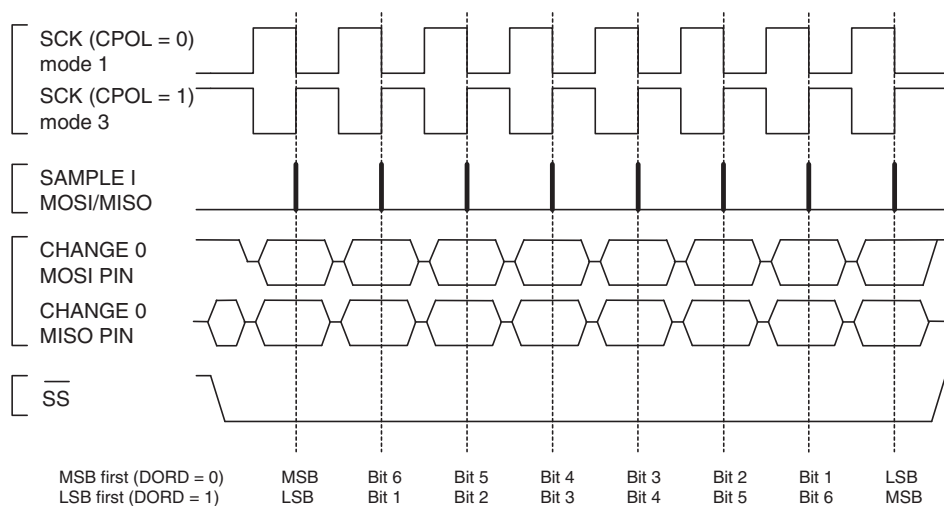 SCK (CPOL = 0)
mode 1
SCK (CPOL = 1)
mode 3
SAMPLE I
MOSI/MISO
CHANGE 0
MOSI PIN
CHANGE 0
MISO PIN
SS
MSB first (DORD = 0) MSB Bit 6 Bit 5 Bit 4 Bit 3 Bit 2 Bit 1 LSB
LSB first (DORD = 1) LSB Bit 1 Bit 2 Bit 3 Bit 4 Bit 5 Bit 6 MSB